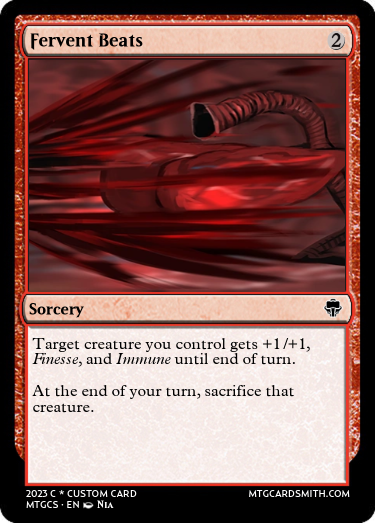 Fervent Beats 2
Sorcery
Target creature you control gets +1/+1,
Finesse, and Immune until end of turn.
At the end of your turn, sacrifice that
creature.
2023 C * CUSTOM CARD MTGCARDSMITH.COM
MTGCS · EN NIA